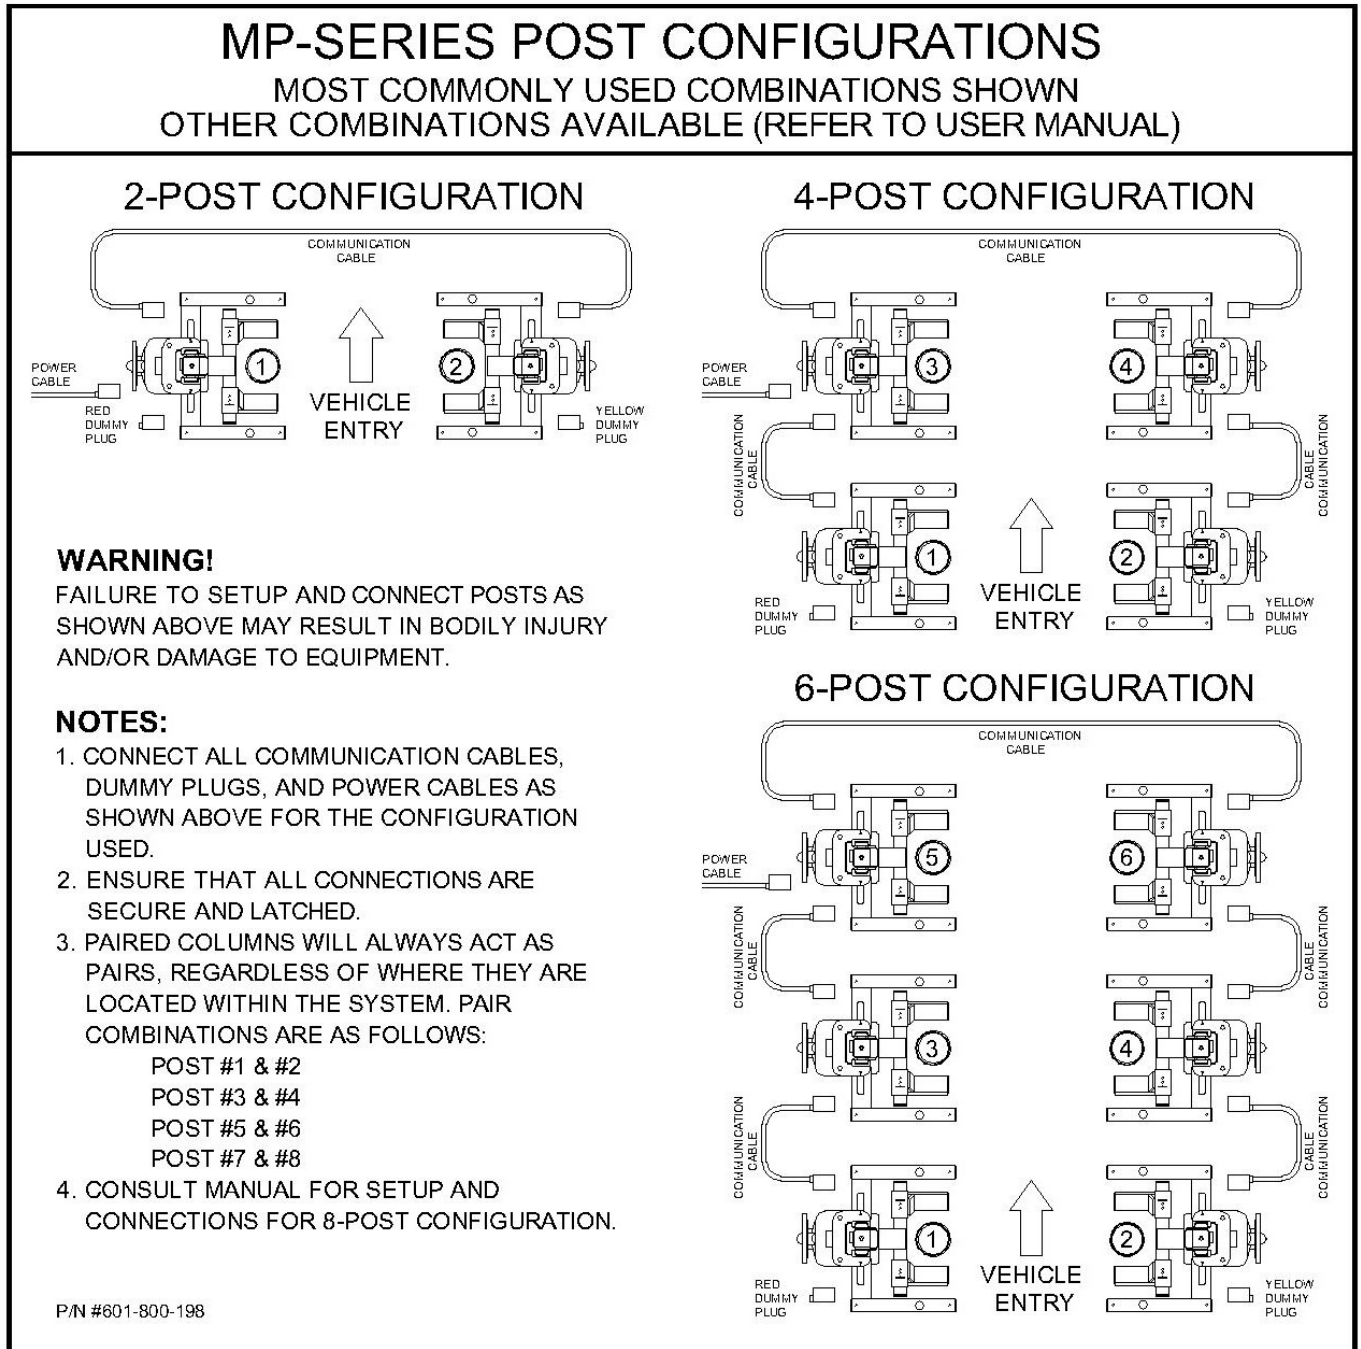 MP-SERIES POST CONFIGURATIONS
MOST COMMONLY USED COMBINATIONS SHOWN
OTHER COMBINATIONS AVAILABLE (REFER TO USER MANUAL)
2-POST CONFIGURATION
COMMUNICATION
CABLE
1
2
POWER
CABLE
RED
DUMMY
PLUG
VEHICLE
ENTRY
YELLOW
DUMMY
PLUG
WARNING!
FAILURE TO SETUP AND CONNECT POSTS AS
SHOWN ABOVE MAY RESULT IN BODILY INJURY
AND/OR DAMAGE TO EQUIPMENT.
NOTES:
1. CONNECT ALL COMMUNICATION CABLES,
DUMMY PLUGS, AND POWER CABLES AS
SHOWN ABOVE FOR THE CONFIGURATION
USED.
2. ENSURE THAT ALL CONNECTIONS ARE
SECURE AND LATCHED.
3. PAIRED COLUMNS WILL ALWAYS ACT AS
PAIRS, REGARDLESS OF WHERE THEY ARE
LOCATED WITHIN THE SYSTEM. PAIR
COMBINATIONS ARE AS FOLLOWS:
POST #1 & #2
POST #3 & #4
POST #5 & #6
POST #7 & #8
4. CONSULT MANUAL FOR SETUP AND
CONNECTIONS FOR 8-POST CONFIGURATION.
P/N #601-800-198
4-POST CONFIGURATION
COMMUNICATION
CABLE
3
4
POWER
CABLE
COMMUNICATION
CABLE
CABLE
COMMUNICATION
1
2
RED
DUMMY
PLUG
VEHICLE
ENTRY
YELLOW
DUMMY
PLUG
6-POST CONFIGURATION
COMMUNICATION
CABLE
5
6
POWER
CABLE
COMMUNICATION
CABLE
CABLE
COMMUNICATION
3
4
COMMUNICATION
CABLE
CABLE
COMMUNICATION
1
2
RED
DUMMY
PLUG
VEHICLE
ENTRY
YELLOW
DUMMY
PLUG